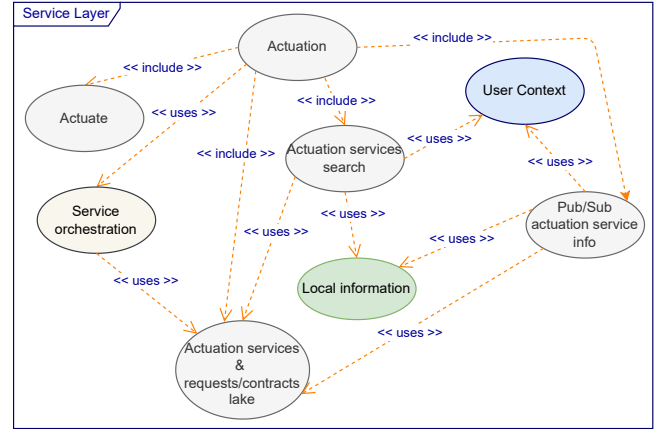 Service Layer
Actuation
<< include >>
<< include >>
<< uses >>
<< include >>
<< include >>
Actuate
User Context
Actuation services
search
<< uses >>
<< uses >>
Service
orchestration
<< uses >>
<< uses >>
Pub/Sub
actuation service
info
<< uses >>
<< uses >>
Local information
<< uses >>
Actuation services
&
requests/contracts
lake